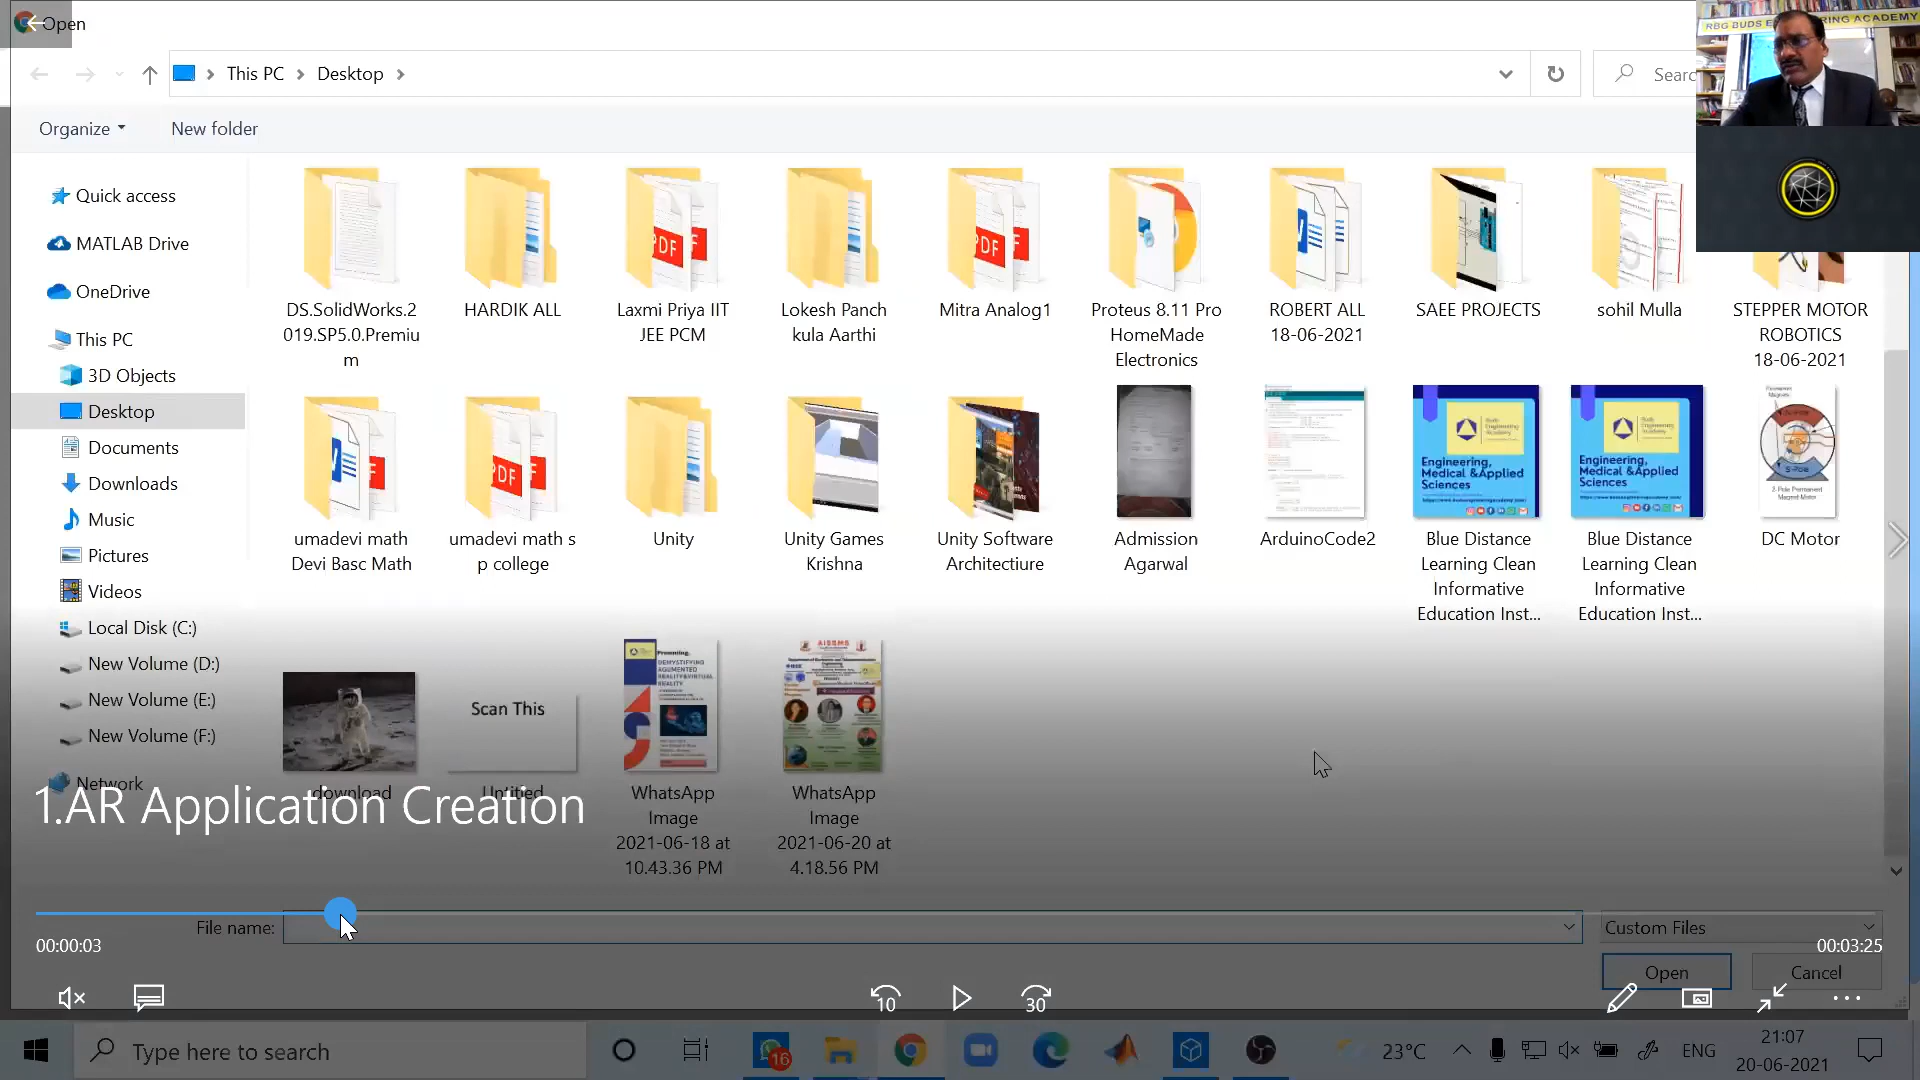 Open
RBG BUDS
ACADEMY
This PC
Desktop
Organize
New folder
Quick access
MATLAB Drive
OneDrive
This PC
3D Objects
Desktop
Documents
Downloads
Music
Pictures
Videos
Local Disk (C:)
New Volume (D:)
New Volume (E:)
New Volume (F:)
Network
DS.SolidWorks.2
019.SP5.0.Premiu
m
HARDIK ALL
Laxmi Priya IIT
JEE PCM
Lokesh Panch
kula Aarthi
Mitra Analog1
Proteus 8.11 Pro
HomeMade
Electronics
ROBERT ALL
18-06-2021
SAEE PROJECTS
sohil Mulla
STEPPER MOTOR
ROBOTICS
18-06-2021
umadevi math
Devi Basc Math
umadevi math s
p college
Unity
Unity Games
Krishna
Unity Software
Architectiure
Admission
Agarwal
ArduinoCode2
Engineering,
Medical &Applied
Sciences
Blue Distance
Learning Clean
Informative
Education Inst...
Engineering,
Medical &Applied
Sciences
Blue Distance
Learning Clean
Informative
Education Inst...
DC Motor
download
Scan This
Untitled
WhatsApp
Image
2021-06-18 at
10.43.36 PM
WhatsApp
Image
2021-06-20 at
4.18.56 PM
1.AR Application Creation
File name:
Custom Files
00:00:03
00:03:25
Open
Cancel
10
30
Type here to search
16
23°C
ENG
21:07
20-06-2021